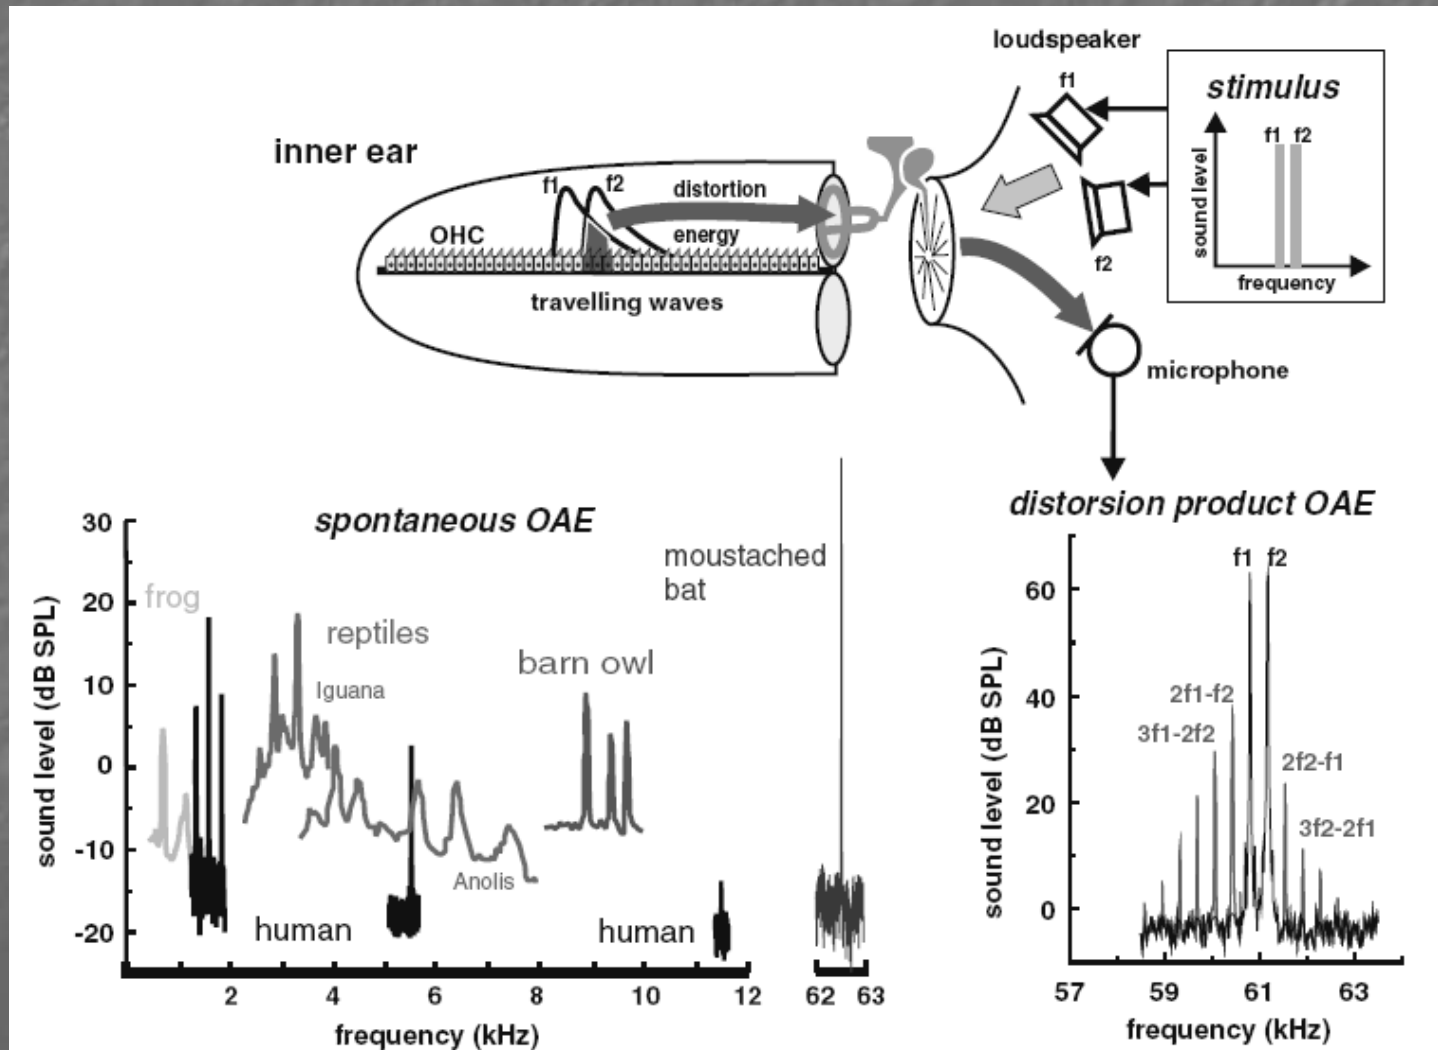 loudspeaker
f1
stimulus
f1 f2
sound level
frequency
inner ear
f1
f2
distortion
energy
OHC
travelling waves
f2
microphone
spontaneous OAE
30
20
10
0
-10
-20
sound level (dB SPL)
frog
reptiles
Iguana
Anolis
barn owl
moustached
bat
human
human
2 4 6 8 10 12 62 63
frequency (kHz)
distorsion product OAE
60
40
20
0
sound level (dB SPL)
f1 f2
2f1-f2
3f1-2f2
2f2-f1
3f2-2f1
57 59 61 63
frequency (kHz)